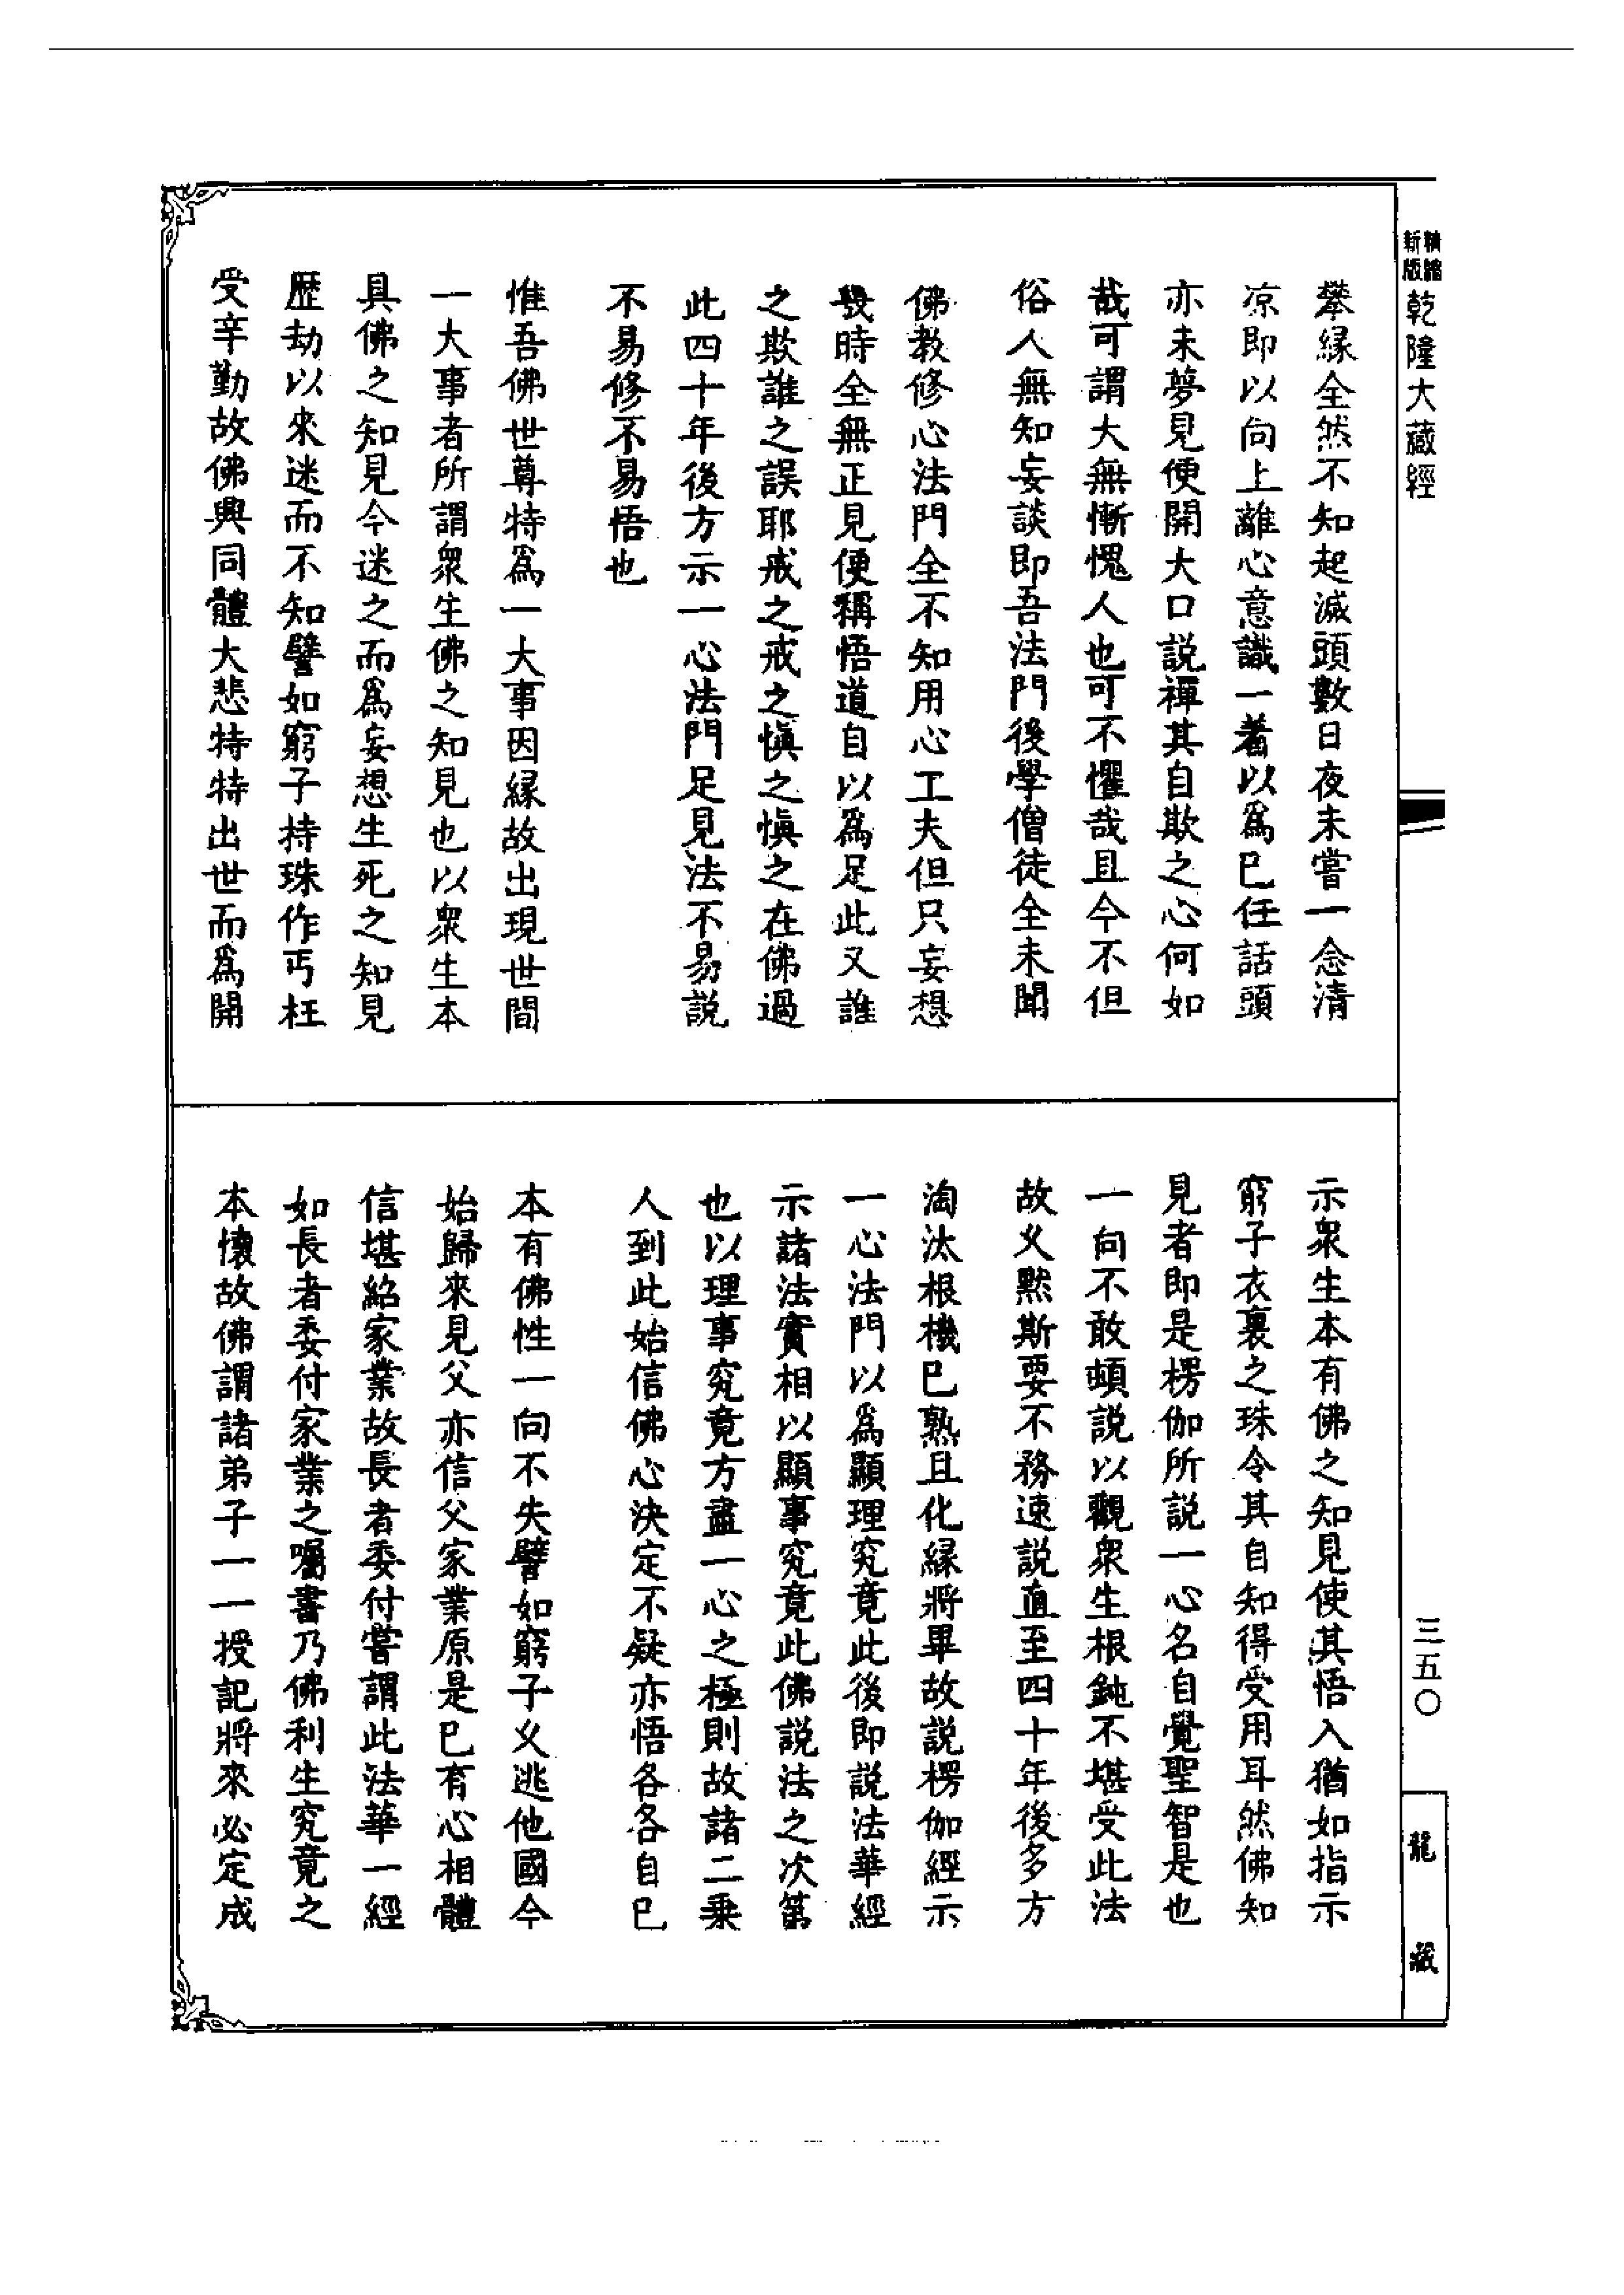 精縮新版
乾隆大藏經
攀緣全然不知起滅頭數日夜未嘗一念清
凉即以向上離心意識一着以爲已任話頭
亦未夢見便開大口説禪其自欺之心何如
哉可謂大無慚愧人也可不懼哉且今不但
俗人無知妄談即吾法門後學僧徒全未聞
佛教修心法門全不知用心工夫但只妄想
發時全無正見便稱悟道自以爲足此又誰
之欺誰之誤耶戒之戒之愼之愼之在佛過
此四十年後方示一心法門足見法不易説
不易修不易悟也
惟吾佛世尊特爲一大事因緣故出現世間
一大事者所謂衆生佛之知見也以衆生本
具佛之知見今迷之而爲妄想生死之知見
歴劫以來迷而不知譬如窮子持珠作丐枉
受辛勤故佛興同體大悲特特出世而爲開
示衆生本有佛之知見使其悟入猶如指示
窮子衣裏之珠令其自知得受用耳然佛知
見者即是楞伽所説一心名自覺聖智是也
一向不敢頓説以觀衆生根鈍不堪受此法
故乆黙斯要不務速説直至四十年後多方
淘汰根機已熟且化緣將畢故説楞伽經示
一心法門以爲顯理究竟此後即説法華經
示諸法實相以顯事究竟此佛説法之次第
也以理事究竟方盡一心之極則故諸二乗
人到此始信佛心決定不疑亦悟各各自已
本有佛性一向不失譬如窮子乆逃他國今
始歸來見父亦信父家業原是已有心相體
信堪紹家業故長者委付嘗謂此法華一經
如長者委付家業之囑書乃佛利生究竟之
本懷故佛謂諸弟子一一授記將來必定成
三五〇
龍藏